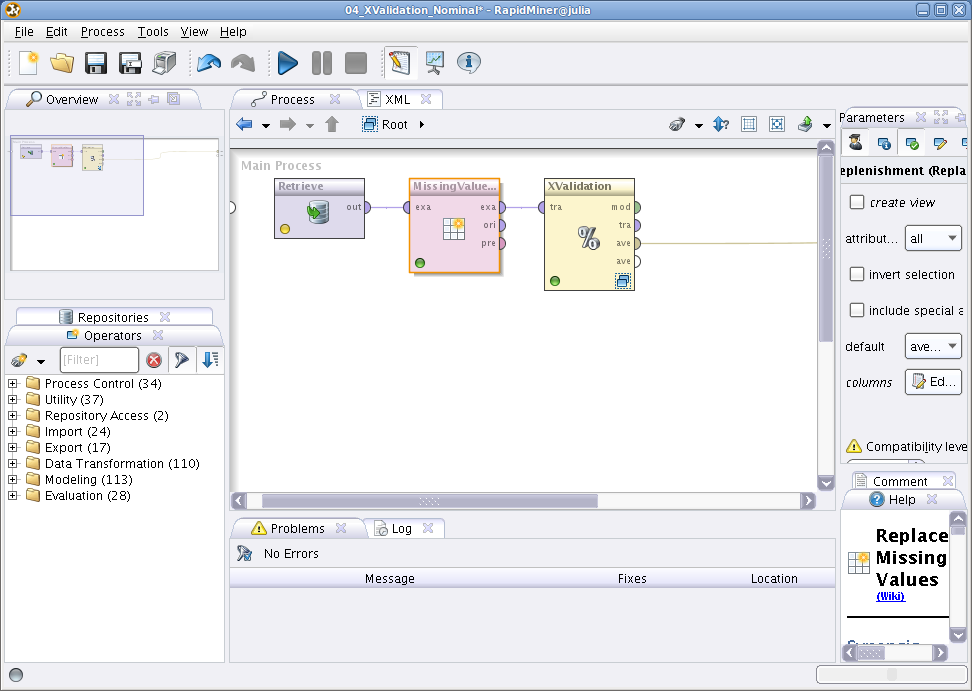 04_XValidation_Nominal* - RapidMiner@julia
File Edit Process Tools View Help
Overview
Process
XML
Root
Main Process
Retrieve
out
MissingValue...
exa
exa
ori
pre
XValidation
tra
mod
tra
ave
ave
Repositories
Operators
[Filter]
Process Control (34)
Utility (37)
Repository Access (2)
Import (24)
Export (17)
Data Transformation (110)
Modeling (113)
Evaluation (28)
Problems
Log
No Errors
Message Fixes Location
Parameters
eplenishment (Repla
create view
attribut... all
invert selection
include special a
default ave...
columns Ed...
Compatibility leve
Comment
Help
Replace
Missing
Values
(Wiki)